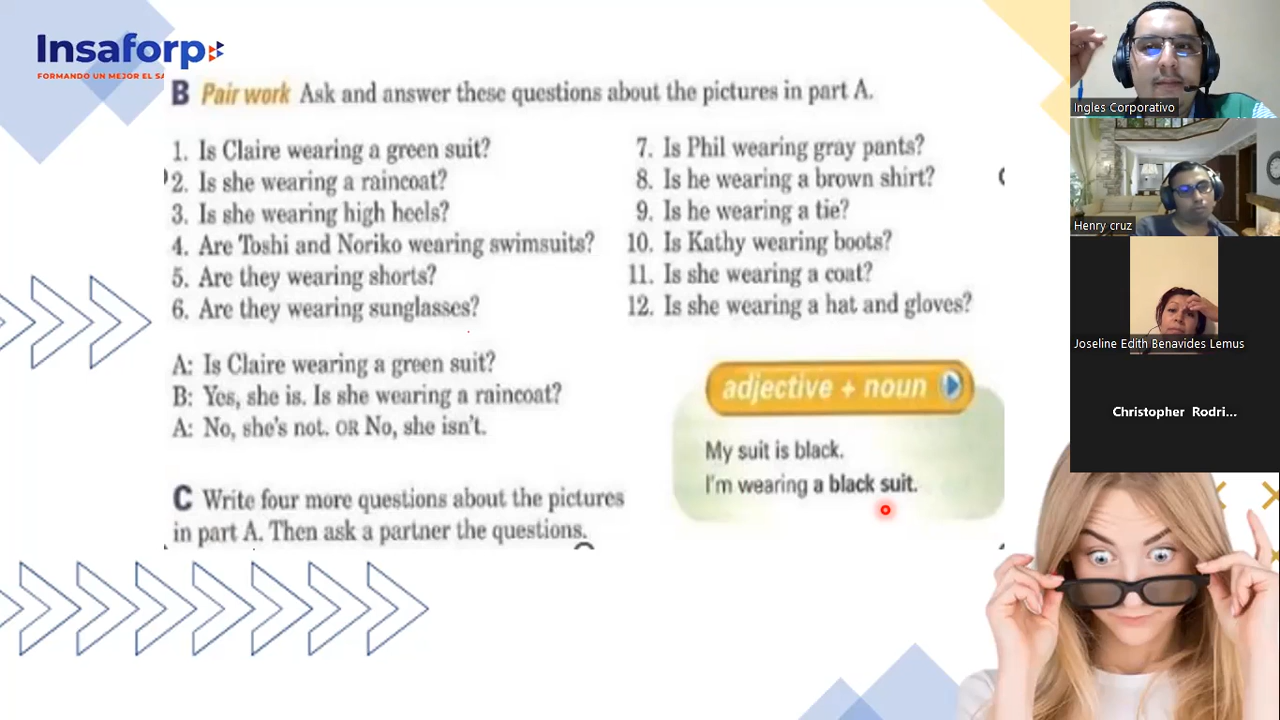 Insaforp
FORMANDO UN MEJOR EL SA
B Pair work Ask and answer these questions about the pictures in part A.
1. Is Claire wearing a green suit?
2. Is she wearing a raincoat?
3. Is she wearing high heels?
4. Are Toshi and Noriko wearing swimsuits?
5. Are they wearing shorts?
6. Are they wearing sunglasses?
7. Is Phil wearing gray pants?
8. Is he wearing a brown shirt?
9. Is he wearing a tie?
10. Is Kathy wearing boots?
11. Is she wearing a coat?
12. Is she wearing a hat and gloves?
A: Is Claire wearing a green suit?
B: Yes, she is. Is she wearing a raincoat?
A: No, she's not. OR No, she isn't.
adjective + noun
My suit is black.
I'm wearing a black suit.
C Write four more questions about the pictures
in part A. Then ask a partner the questions.
Ingles Corporativo
Henry cruz
Joseline Edith Benavides Lemus
Christopher Rodri...